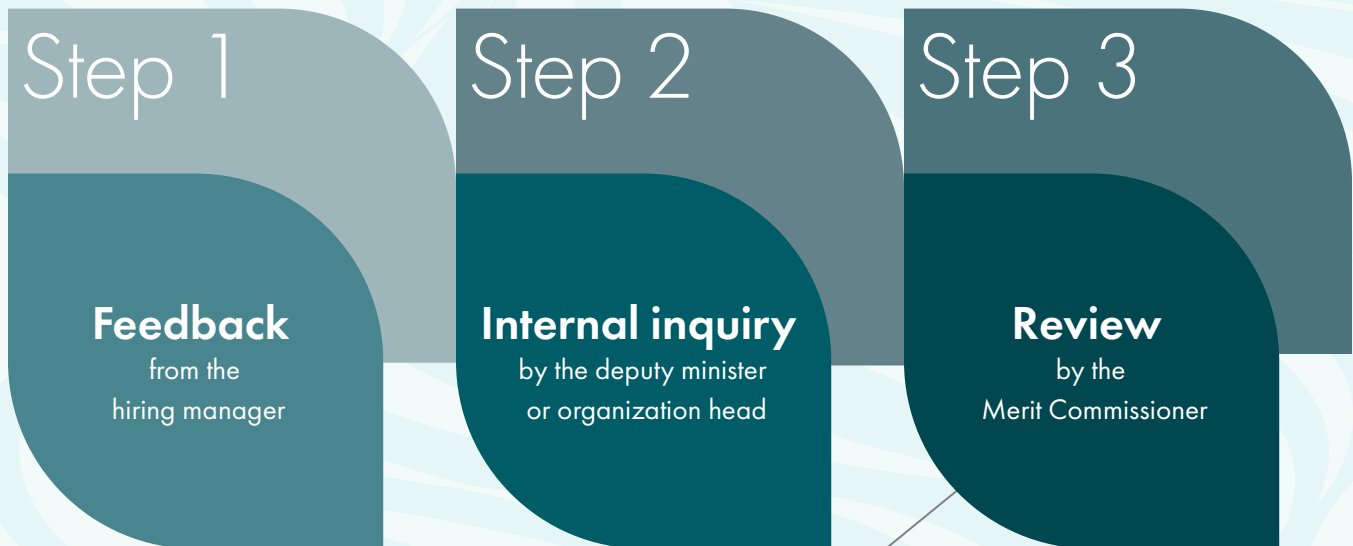 Step 1
Feedback
from the
hiring manager
Step 2
Internal inquiry
by the deputy minister
or organization head
Step 3
Review
by the
Merit Commissioner